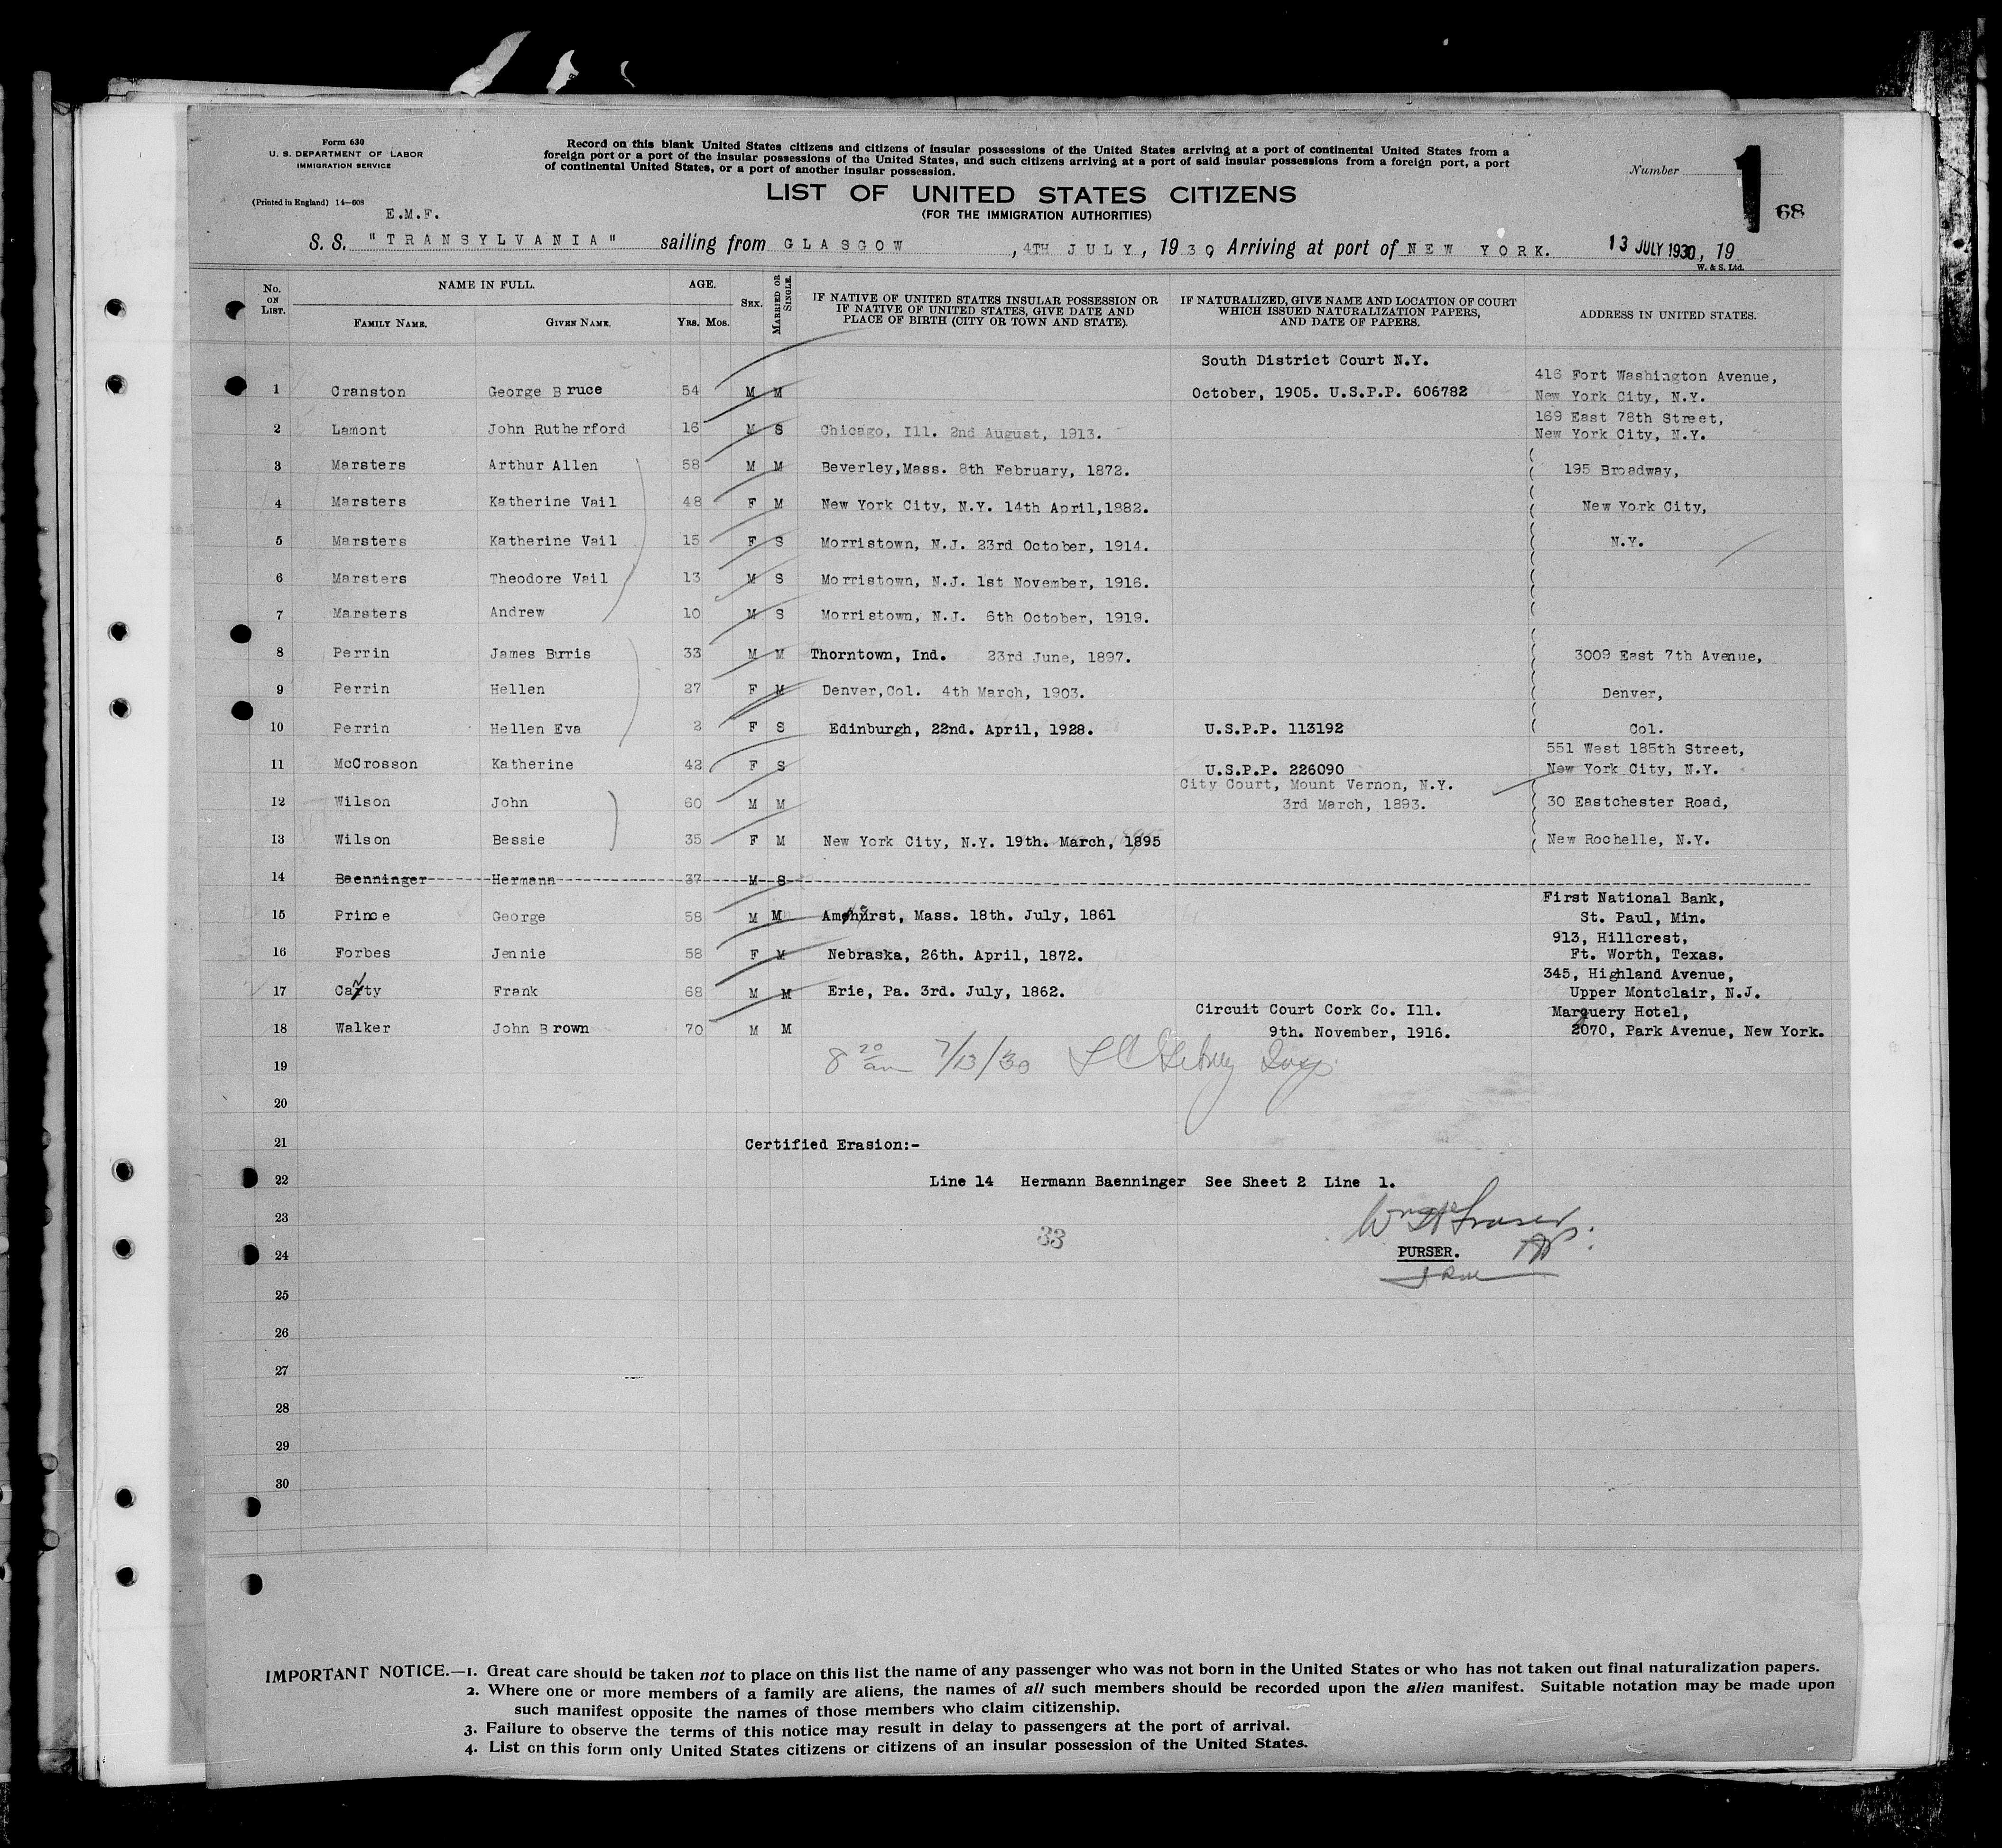 Form 630
U. S. DEPARTMENT OF LABOR
IMMIGRATION SERVICE
(Printed in England) 14—608
E.M.F.
Record on this blank United States citizens and citizens of insular possessions of the United States arriving at a port of continental United States from a
foreign port or a port of the insular possessions of the United States, and such citizens arriving at a port of said insular possessions from a foreign port, a port
of continental United States, or a port of another insular possession.
LIST OF UNITED STATES CITIZENS
(FOR THE IMMIGRATION AUTHORITIES)
Number 1 68
S. S. "TRANSYLVANIA" sailing from GLASGOW, 4TH JULY, 1930, Arriving at port of NEW YORK. 13 JULY 1930, 19
W. & S. Ltd.
No. ON LIST. NAME IN FULL. AGE. SEX. MARRIED OR SINGLE. IF NATIVE OF UNITED STATES INSULAR POSSESSION OR IF NATIVE OF UNITED STATES, GIVE DATE AND PLACE OF BIRTH (CITY OR TOWN AND STATE). IF NATURALIZED, GIVE NAME AND LOCATION OF COURT WHICH ISSUED NATURALIZATION PAPERS, AND DATE OF PAPERS. ADDRESS IN UNITED STATES.
FAMILY NAME. GIVEN NAME. YRS. MOS.
South District Court N.Y.
1 Cranston George Bruce 54 M M October, 1905. U.S.P.P. 606782 416 Fort Washington Avenue,
New York City, N.Y.
169 East 78th Street,
2 Lamont John Rutherford 16 M S Chicago, Ill. 2nd August, 1913. New York City, N.Y.
3 Marsters Arthur Allen 58 M M Beverley, Mass. 8th February, 1872. 195 Broadway,
4 Marsters Katherine Vail 48 F M New York City, N.Y. 14th April, 1882. New York City,
5 Marsters Katherine Vail 15 F S Morristown, N.J. 23rd October, 1914. N.Y.
6 Marsters Theodore Vail 13 M S Morristown, N.J. 1st November, 1916.
7 Marsters Andrew 10 M S Morristown, N.J. 6th October, 1919.
8 Perrin James Burris 33 M M Thorntown, Ind. 23rd June, 1897. 3009 East 7th Avenue,
9 Perrin Hellen 27 F M Denver, Col. 4th March, 1903. Denver,
10 Perrin Hellen Eva 2 F S Edinburgh, 22nd. April, 1928. U.S.P.P. 113192 Col.
551 West 185th Street,
11 McCrosson Katherine 42 F S U.S.P.P. 226090 New York City, N.Y.
City Court, Mount Vernon, N.Y.
12 Wilson John 60 M M 3rd March, 1893. 30 Eastchester Road,
13 Wilson Bessie 35 F M New York City, N.Y. 19th. March, 1895 New Rochelle, N.Y.
14 Baenninger Hermann 37 M S
First National Bank,
15 Prince George 58 M M Amehurst, Mass. 18th. July, 1861 St. Paul, Min.
913, Hillcrest,
16 Forbes Jennie 58 F M Nebraska, 26th. April, 1872. Ft. Worth, Texas.
345, Highland Avenue,
17 Canty Frank 68 M M Erie, Pa. 3rd. July, 1862. Upper Montclair, N.J.
Circuit Court Cork Co. Ill. Marquery Hotel,
18 Walker John Brown 70 M M 9th. November, 1916. 2070, Park Avenue, New York.
8 20 am 7/13/30
19
20
21 Certified Erasion:-
22 Line 14 Hermann Baenninger See Sheet 2 Line 1.
23 Wm Fraser
33
24 PURSER.
25
26
27
28
29
30
IMPORTANT NOTICE.—1. Great care should be taken not to place on this list the name of any passenger who was not born in the United States or who has not taken out final naturalization papers.
2. Where one or more members of a family are aliens, the names of all such members should be recorded upon the alien manifest. Suitable notation may be made upon
such manifest opposite the names of those members who claim citizenship.
3. Failure to observe the terms of this notice may result in delay to passengers at the port of arrival.
4. List on this form only United States citizens or citizens of an insular possession of the United States.